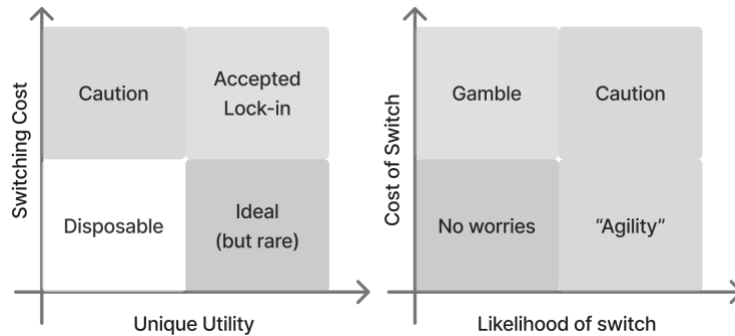 Switching Cost
Caution
Accepted
Lock-in
Disposable
Ideal
(but rare)
Unique Utility
Cost of Switch
Gamble
Caution
No worries
“Agility”
Likelihood of switch